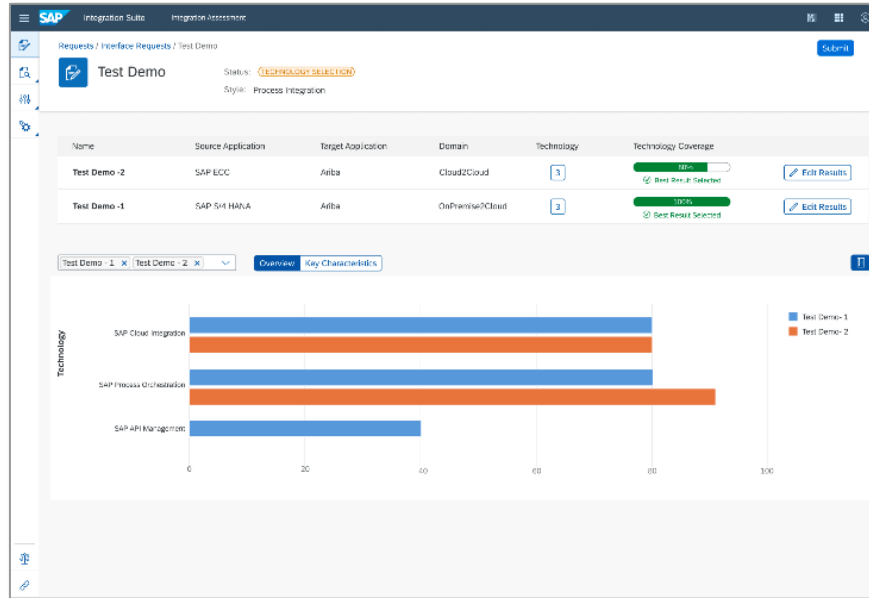 SAP Integration Suite Integration Assessment
Requests / Interface Requests / Test Demo
Submit
Test Demo
Status: TECHNOLOGY SELECTION
Style: Process Integration
Name Source Application Target Application Domain Technology Technology Coverage
Test Demo -2 SAP ECC Ariba Cloud2Cloud 3 80% Edit Results
Best Result Selected
Test Demo -1 SAP S/4 HANA Ariba OnPremise2Cloud 3 100% Edit Results
Best Result Selected
Test Demo - 1 Test Demo - 2 Overview Key Characteristics
Technology
SAP Cloud Integration
SAP Process Orchestration
SAP API Management
0 20 40 60 80 100
Test Demo- 1
Test Demo- 2